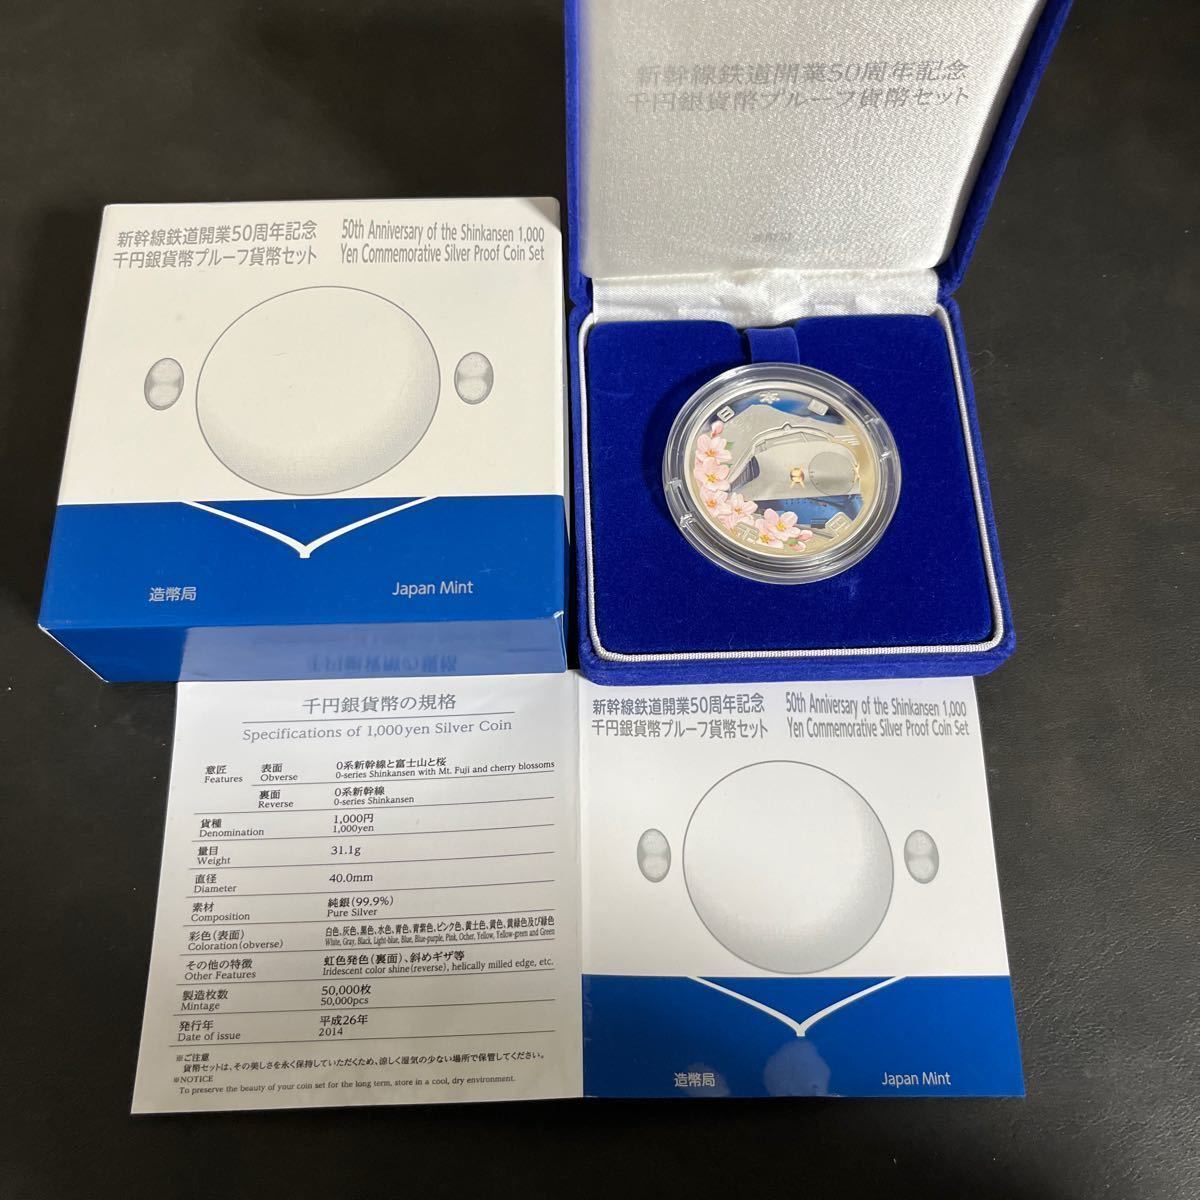 新幹線鉄道開業50周年記念
千円銀貨幣プルーフ貨幣セット
新幹線鉄道開業50周年記念
千円銀貨幣プルーフ貨幣セット
50th Anniversary of the Shinkansen 1,000
Yen Commemorative Silver Proof Coin Set
造幣局
Japan Mint
日本国
千円
千円銀貨幣の規格
Specifications of 1,000yen Silver Coin
意匠
Features
表面
Obverse
0系新幹線と富士山と桜
0-series Shinkansen with Mt. Fuji and cherry blossoms
裏面
Reverse
0系新幹線
0-series Shinkansen
貨種
Denomination
1,000円
1,000yen
量目
Weight
31.1g
直径
Diameter
40.0mm
素材
Composition
純銀(99.9%)
Pure Silver
彩色(表面)
Coloration(obverse)
白色、灰色、黒色、水色、青色、青紫色、ピンク色、黄土色、黄色、黄緑色及び緑色
White, Gray, Black, Light-blue, Blue, Blue-purple, Pink, Ocher, Yellow, Yellow-green and Green
その他の特徴
Other Features
虹色発色(裏面)、斜めギザ等
Iridescent color shine(reverse), helically milled edge, etc.
製造枚数
Mintage
50,000枚
50,000pcs
発行年
Date of issue
平成26年
2014
※ご注意
貨幣セットは、その美しさを永く保持していただくため、涼しく湿気の少ない場所で保管してください。
※NOTICE
To preserve the beauty of your coin set for the long term, store in a cool, dry environment.
新幹線鉄道開業50周年記念
千円銀貨幣プルーフ貨幣セット
50th Anniversary of the Shinkansen 1,000
Yen Commemorative Silver Proof Coin Set
造幣局
Japan Mint